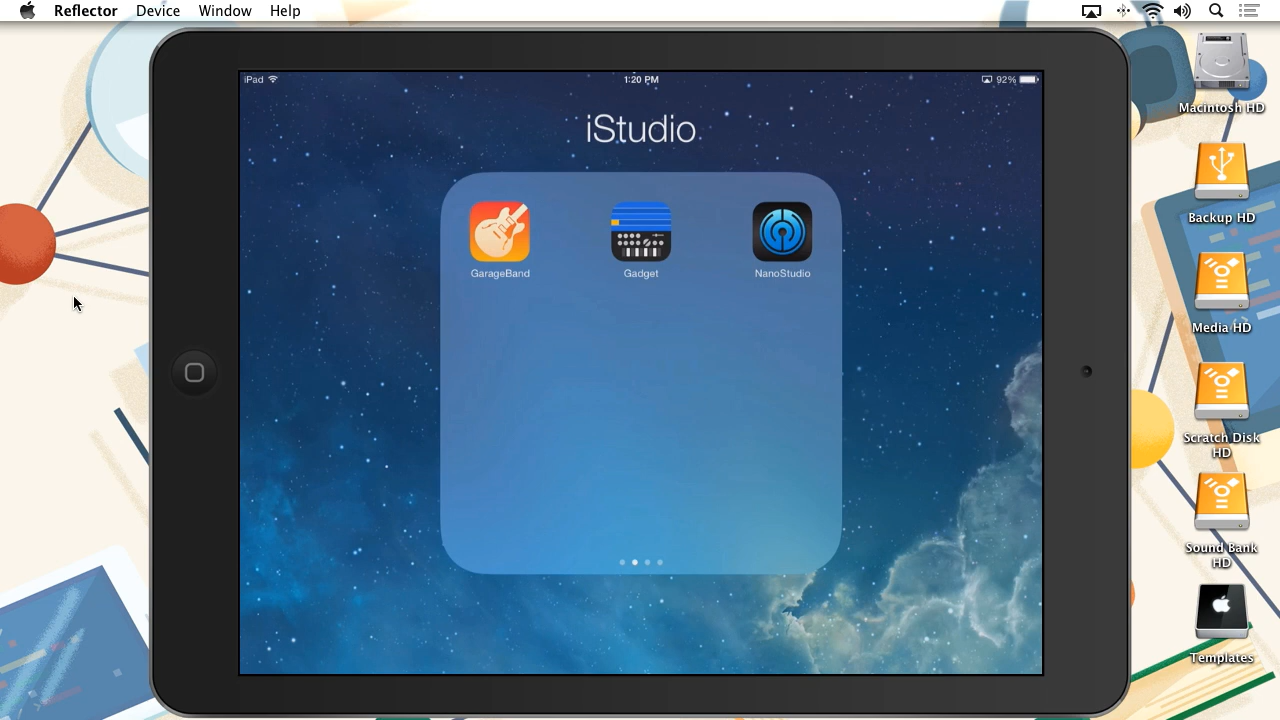 Reflector Device Window Help
iPad 1:20 PM 92%
iStudio
GarageBand Gadget NanoStudio
Macintosh HD
Backup HD
Media HD
Scratch Disk
HD
Sound Bank
HD
Templates